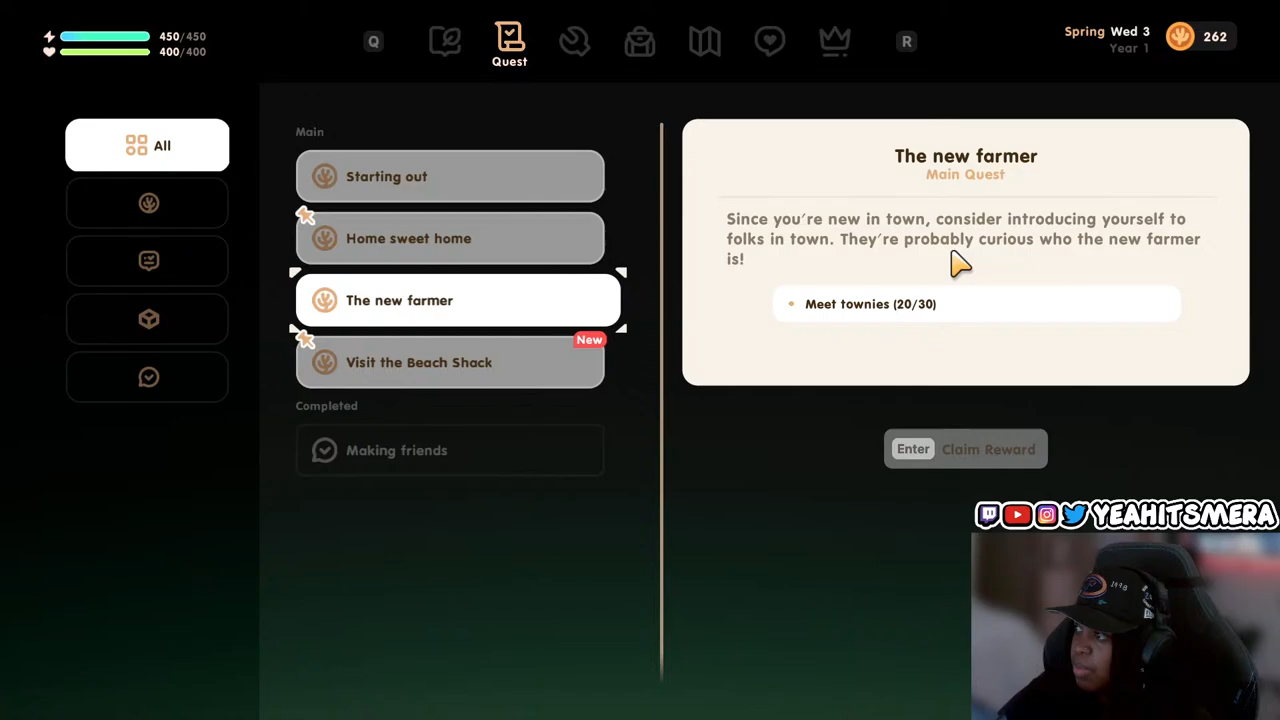 450/450
400/400
Q
Quest
R
Spring Wed 3
Year 1
262
All
Main
Starting out
Home sweet home
The new farmer
New
Visit the Beach Shack
Completed
Making friends
The new farmer
Main Quest
Since you're new in town, consider introducing yourself to
folks in town. They're probably curious who the new farmer
is!
Meet townies (20/30)
Enter Claim Reward
YEAHITSMERA
1998